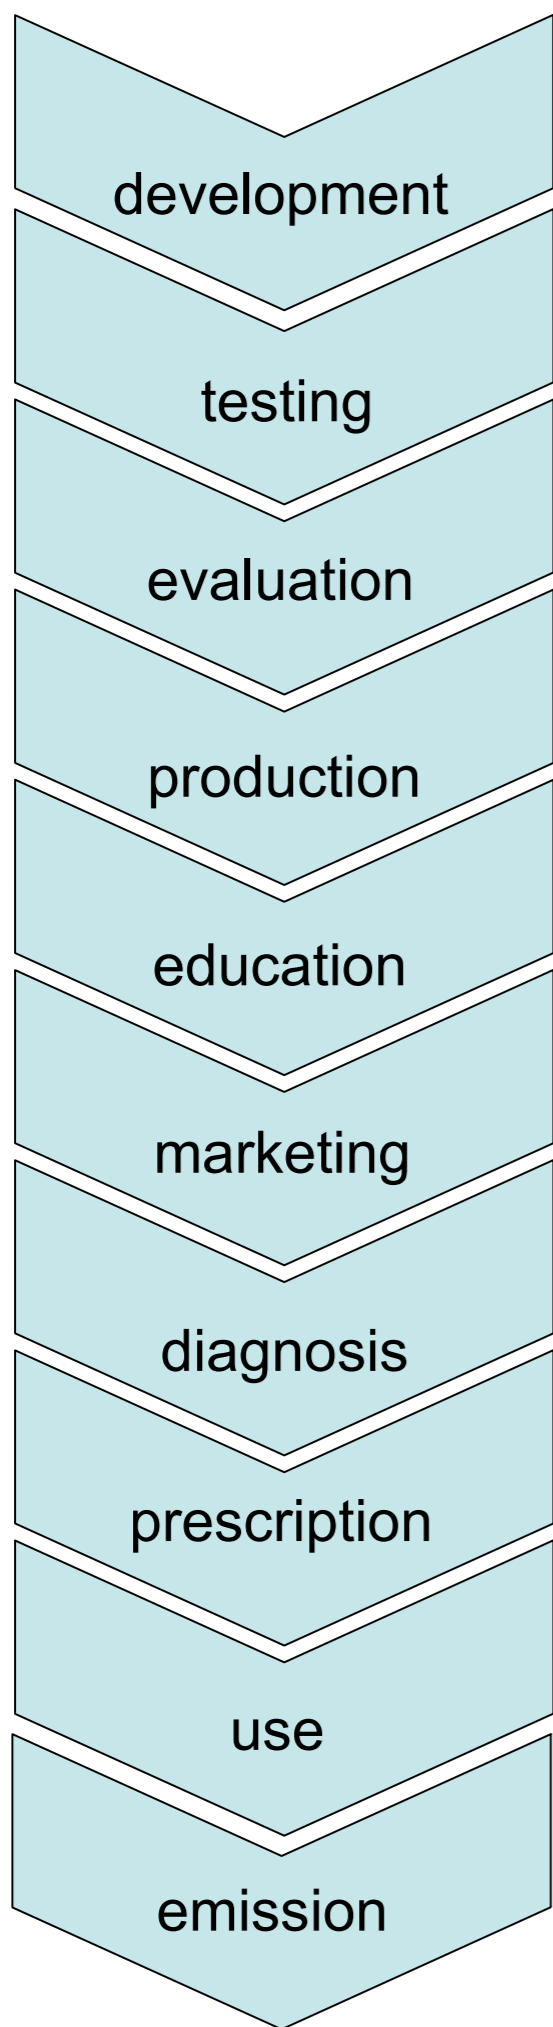 development
testing
evaluation
production
education
marketing
diagnosis
prescription
use
emission